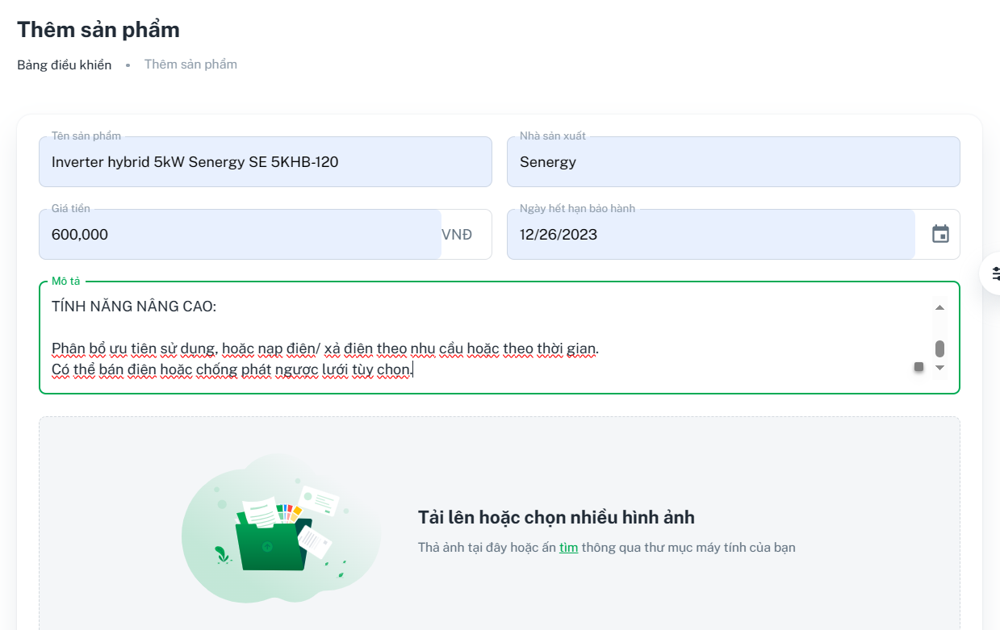 Thêm sản phẩm
Bảng điều khiển • Thêm sản phẩm
Tên sản phẩm
Inverter hybrid 5kW Senergy SE 5KHB-120
Nhà sản xuất
Senergy
Giá tiền
600,000 VNĐ
Ngày hết hạn bảo hành
12/26/2023
Mô tả
TÍNH NĂNG NÂNG CAO:
Phân bổ ưu tiên sử dụng, hoặc nạp điện/ xả điện theo nhu cầu hoặc theo thời gian.
Có thể bán điện hoặc chống phát ngược lưới tùy chọn.
Tải lên hoặc chọn nhiều hình ảnh
Thả ảnh tại đây hoặc ấn tìm thông qua thư mục máy tính của bạn